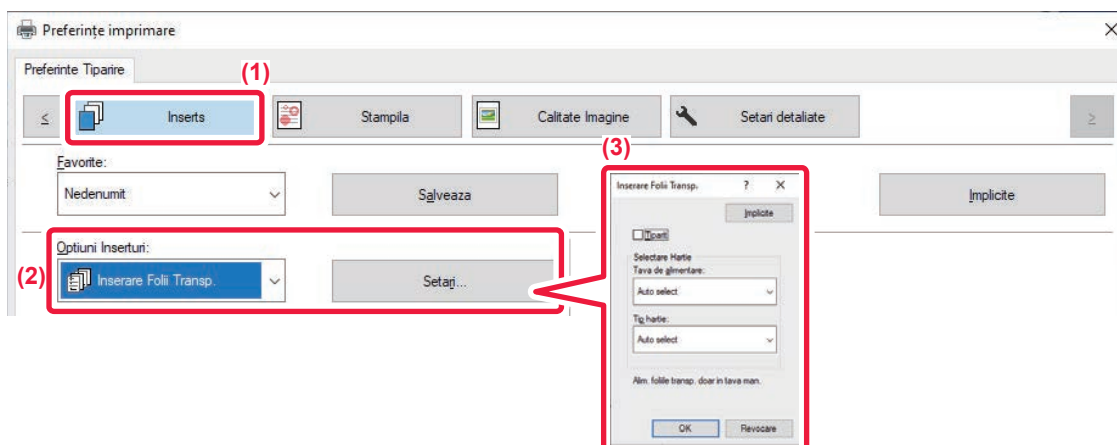 Preferințe imprimare
Preferinte Tiparire
(1)
< Inserts Stampila Calitate Imagine Setari detaliate >
(3)
Favorite:
Nedenumit Salveaza Implicite
(2)
Optiuni Inserturi:
Inserare Folii Transp. Setari...
Inserare Folii Transp. ? ×
Implicite
Tiparit
Selectare Hartie
Tava de alimentare:
Auto select
Tip hartie:
Auto select
Alim. foliile transp. doar in tava man.
OK Revocare